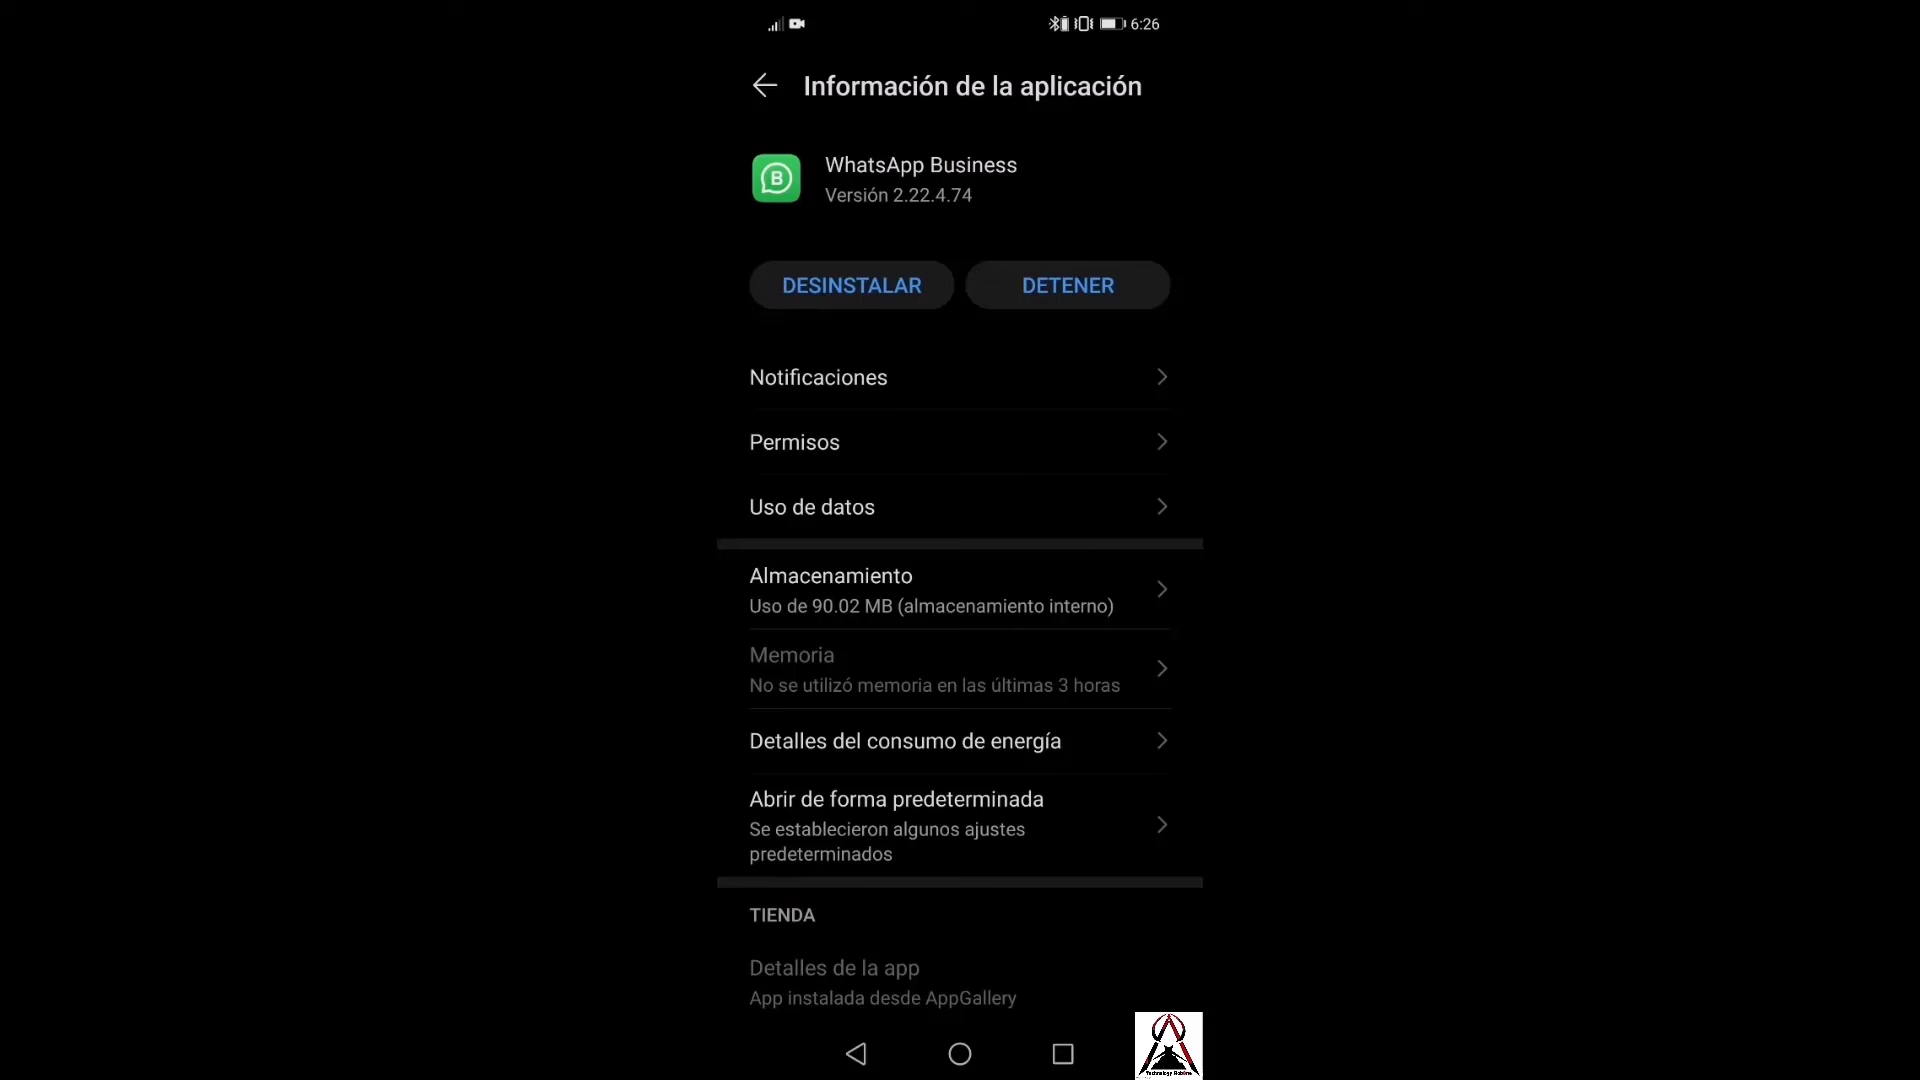 6:26
Información de la aplicación
WhatsApp Business
Versión 2.22.4.74
DESINSTALAR
DETENER
Notificaciones
Permisos
Uso de datos
Almacenamiento
Uso de 90.02 MB (almacenamiento interno)
Memoria
No se utilizó memoria en las últimas 3 horas
Detalles del consumo de energía
Abrir de forma predeterminada
Se establecieron algunos ajustes
predeterminados
TIENDA
Detalles de la app
App instalada desde AppGallery